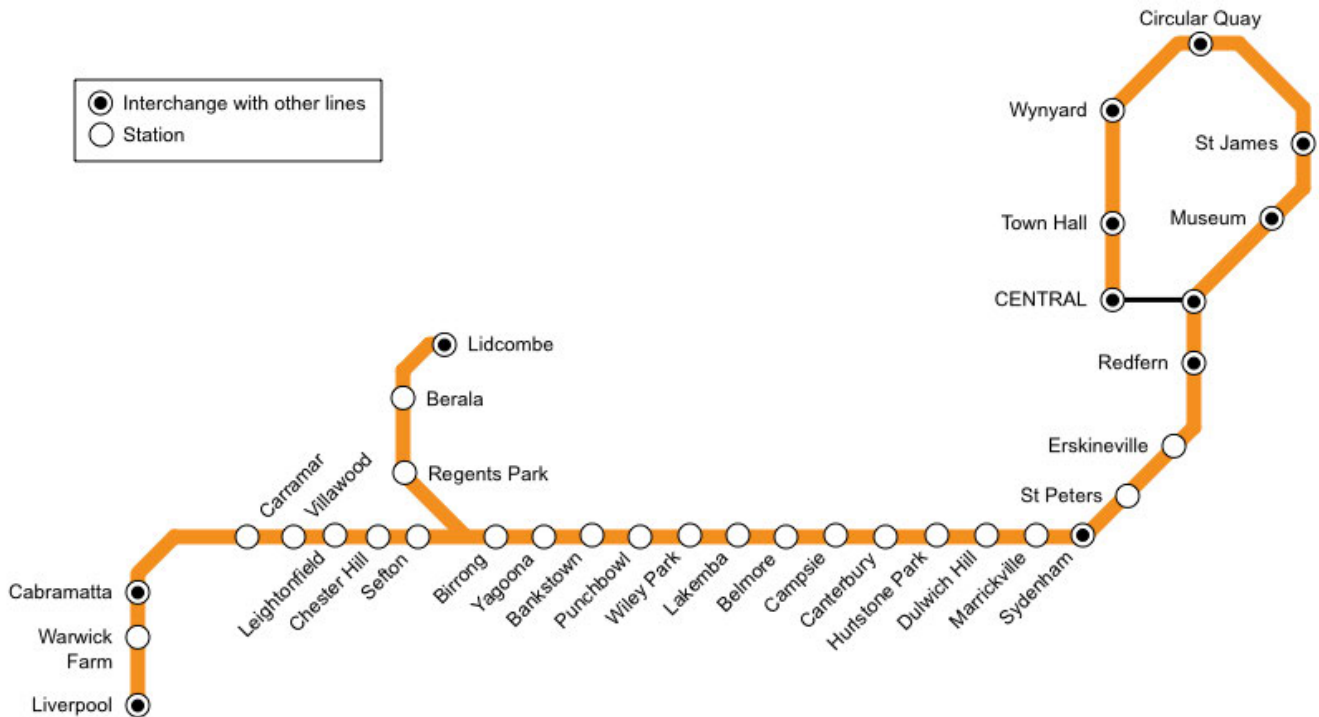 Circular Quay
Interchange with other lines
Station
Wynyard
St James
Town Hall
Museum
CENTRAL
Redfern
Lidcombe
Berala
Regents Park
Erskineville
St Peters
Carramar
Villawood
Leightonfield
Chester Hill
Sefton
Birrong
Yagoona
Bankstown
Punchbowl
Wiley Park
Lakemba
Belmore
Campsie
Canterbury
Hurlstone Park
Dulwich Hill
Marrickville
Sydenham
Cabramatta
Warwick
Farm
Liverpool